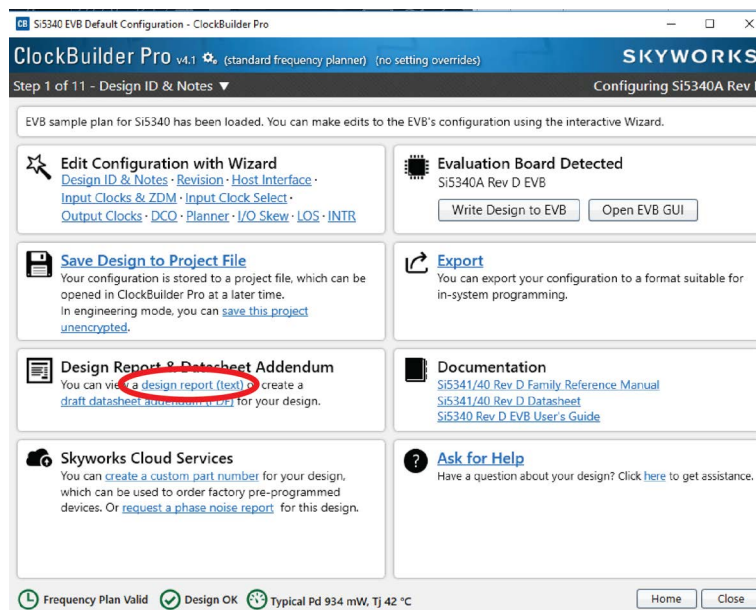 CB Si5340 EVB Default Configuration - ClockBuilder Pro
ClockBuilder Pro v4.1 (standard frequency planner) (no setting overrides) SKYWORKS
Step 1 of 11 - Design ID & Notes ▼ Configuring Si5340A Rev
EVB sample plan for Si5340 has been loaded. You can make edits to the EVB's configuration using the interactive Wizard.
Edit Configuration with Wizard
Design ID & Notes · Revision · Host Interface ·
Input Clocks & ZDM · Input Clock Select ·
Output Clocks · DCO · Planner · I/O Skew · LOS · INTR
Evaluation Board Detected
Si5340A Rev D EVB
Write Design to EVB Open EVB GUI
Save Design to Project File
Your configuration is stored to a project file, which can be
opened in ClockBuilder Pro at a later time.
In engineering mode, you can save this project
unencrypted.
Export
You can export your configuration to a format suitable for
in-system programming.
Design Report & Datasheet Addendum
You can view a design report (text) or create a
draft datasheet addendum (PDF) for your design.
Documentation
Si5341/40 Rev D Family Reference Manual
Si5341/40 Rev D Datasheet
Si5340 Rev D EVB User's Guide
Skyworks Cloud Services
You can create a custom part number for your design,
which can be used to order factory pre-programmed
devices. Or request a phase noise report for this design.
? Ask for Help
Have a question about your design? Click here to get assistance.
Frequency Plan Valid Design OK Typical Pd 934 mW, Tj 42 °C Home Close